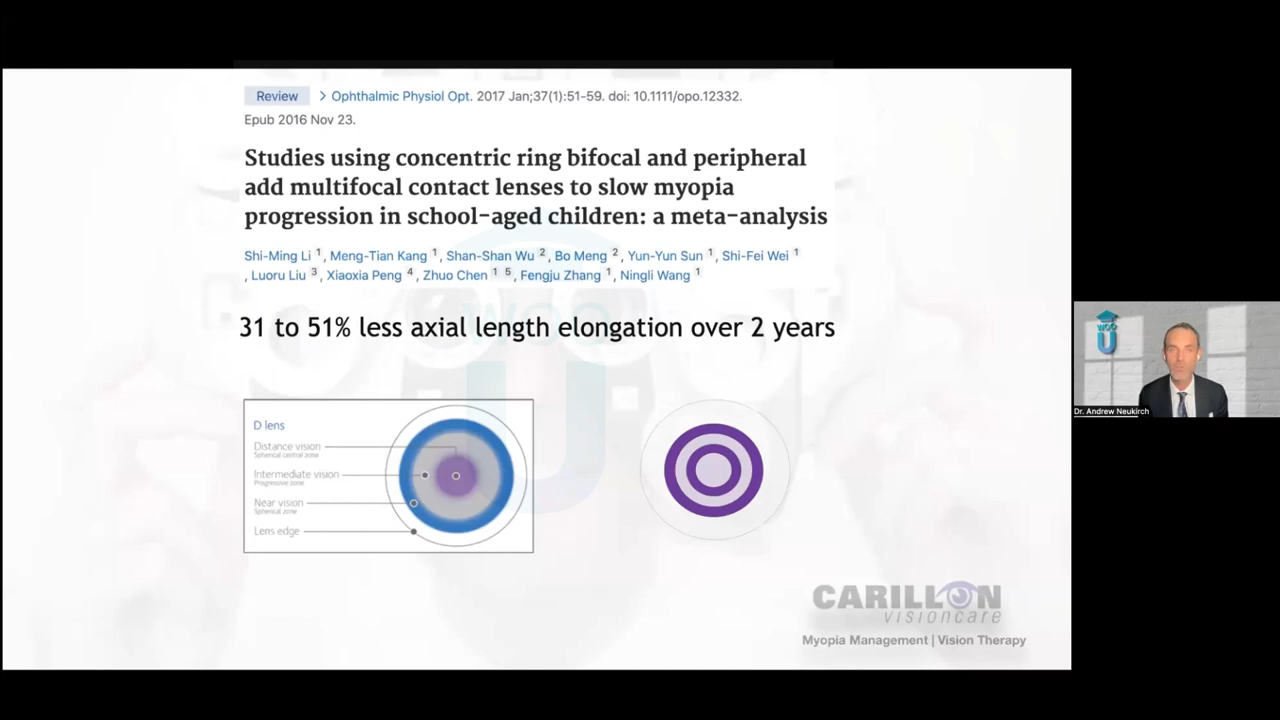 Review > Ophthalmic Physiol Opt. 2017 Jan;37(1):51-59. doi: 10.1111/opo.12332.
Epub 2016 Nov 23.
Studies using concentric ring bifocal and peripheral
add multifocal contact lenses to slow myopia
progression in school-aged children: a meta-analysis
Shi-Ming Li 1, Meng-Tian Kang 1, Shan-Shan Wu 2, Bo Meng 2, Yun-Yun Sun 1, Shi-Fei Wei 1
, Luoru Liu 3, Xiaoxia Peng 4, Zhuo Chen 1 5, Fengju Zhang 1, Ningli Wang 1
31 to 51% less axial length elongation over 2 years
D lens
Distance vision
Spherical central zone
Intermediate vision
Progressive zone
Near vision
Spherical zone
Lens edge
WOO
U
CARILLON
visioncare
Myopia Management | Vision Therapy
WOO
U
Dr. Andrew Neukirch